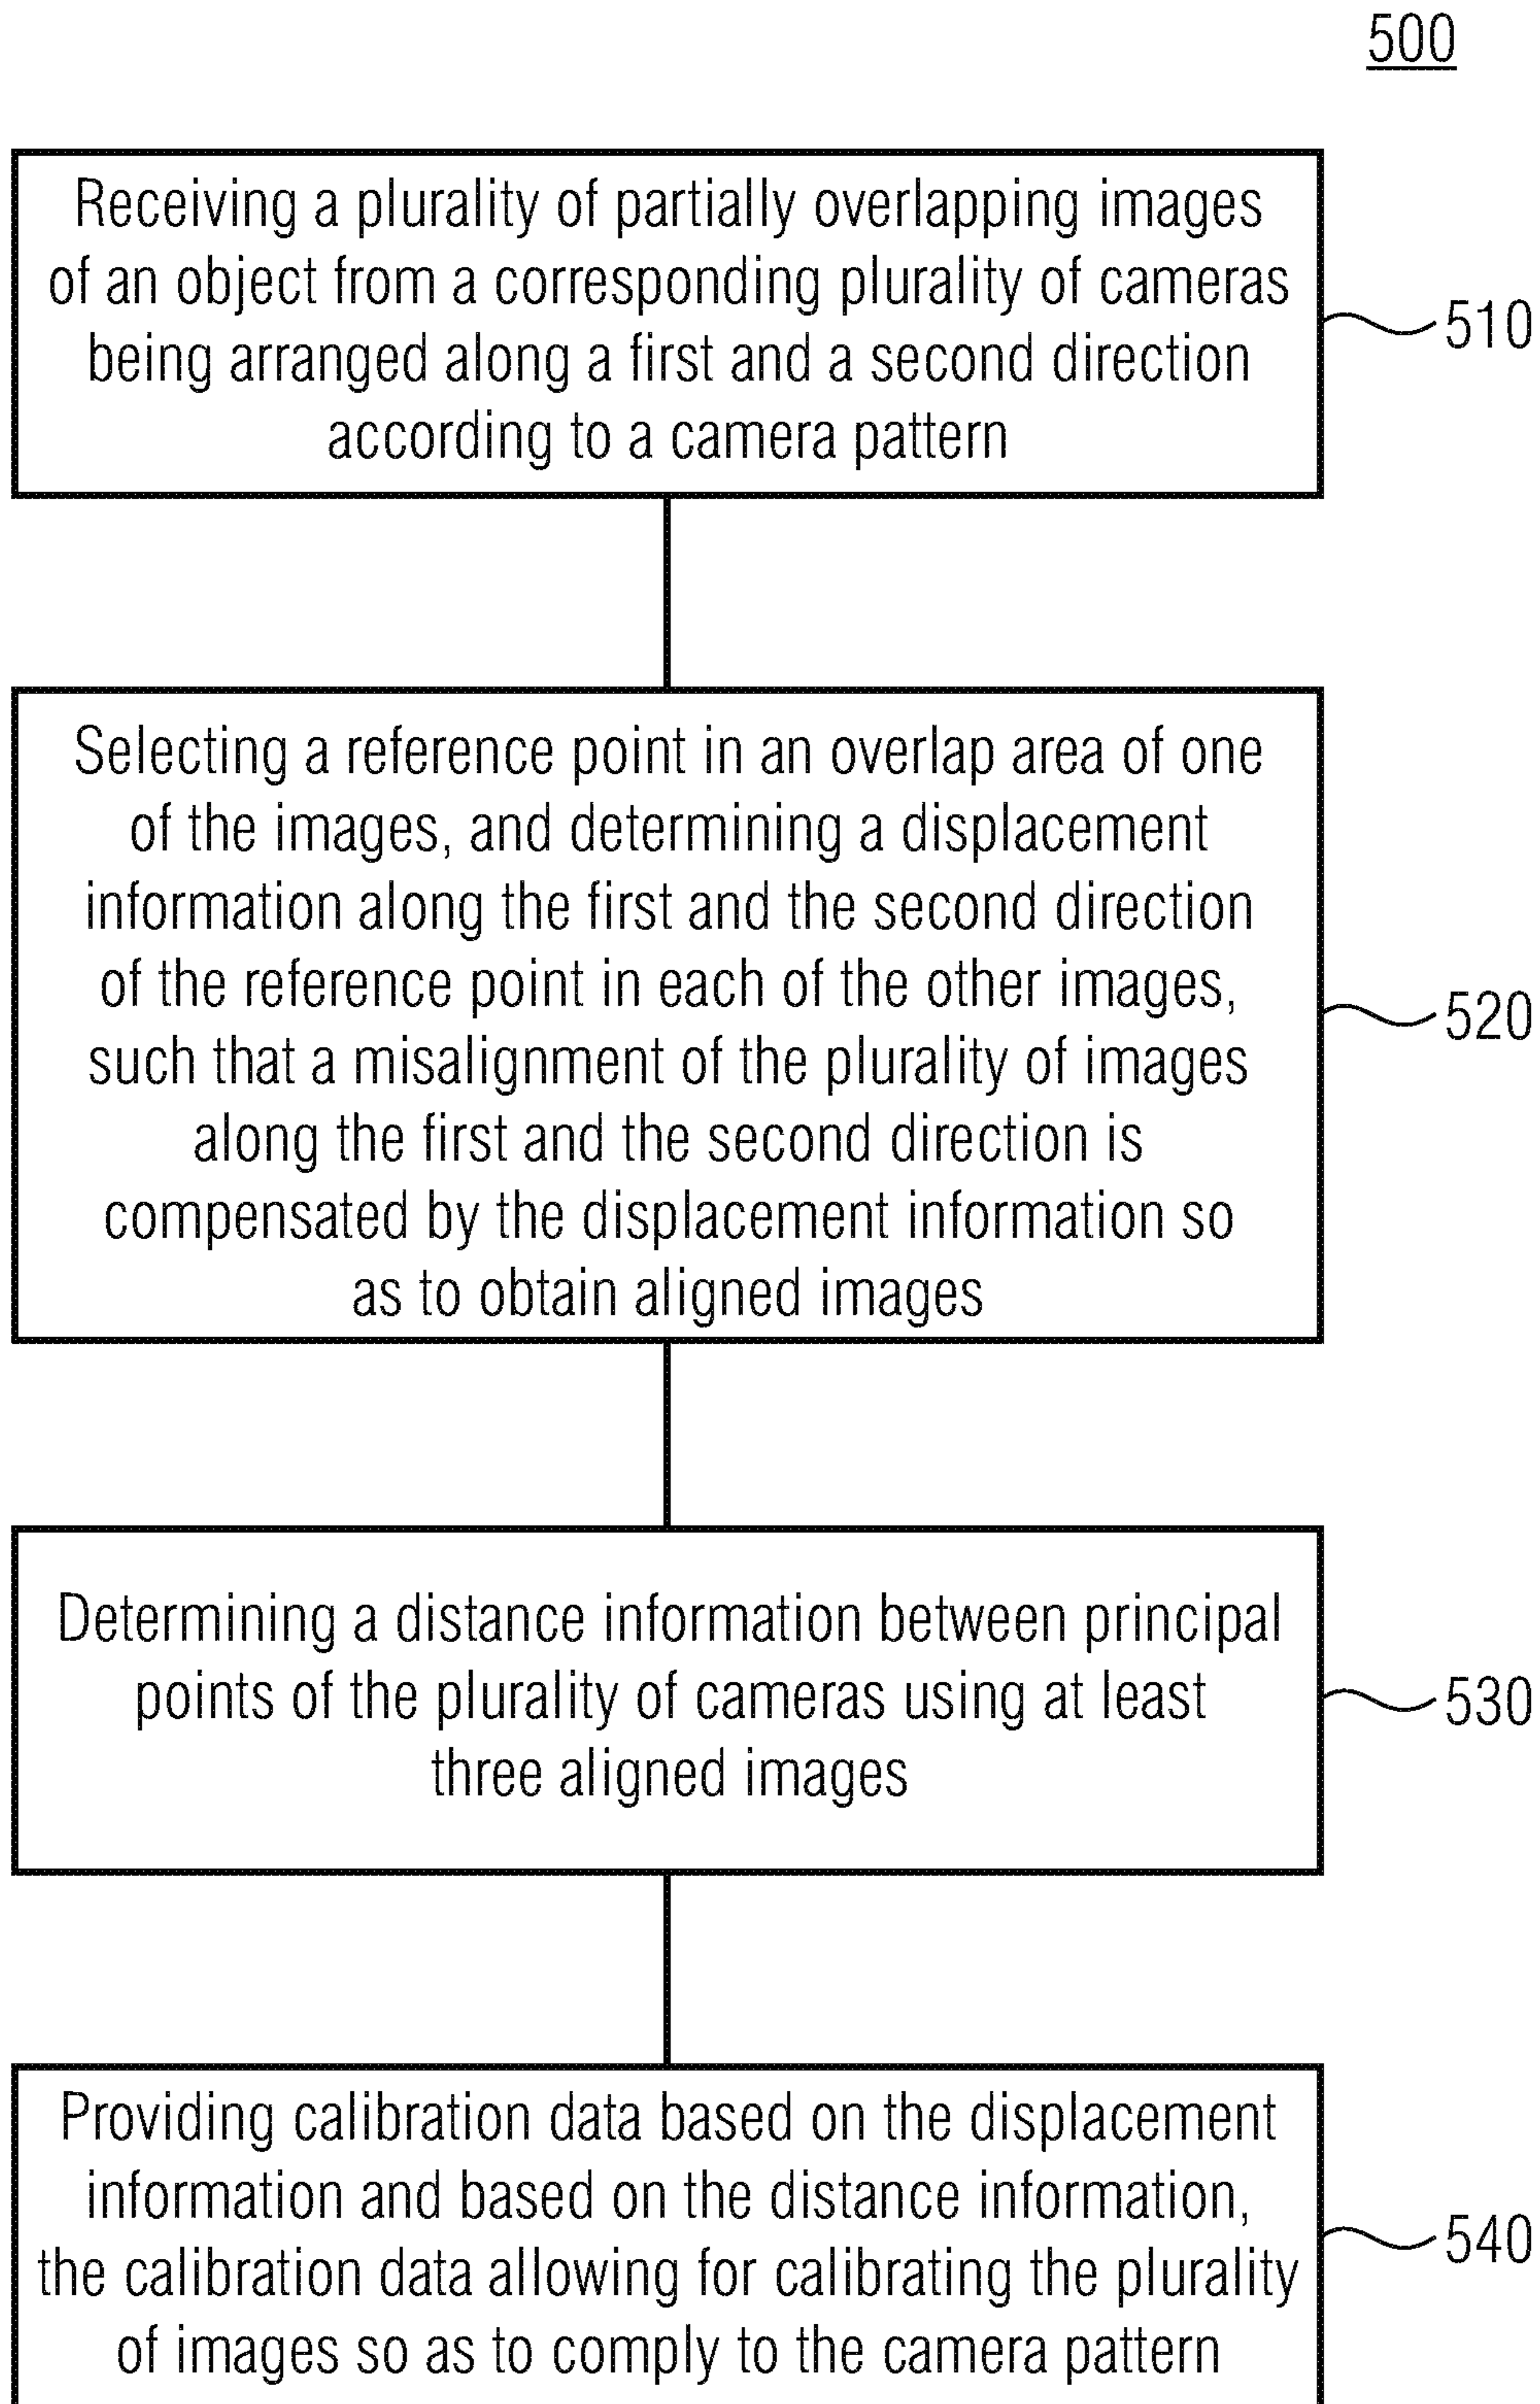 500
Receiving a plurality of partially overlapping images
of an object from a corresponding plurality of cameras
being arranged along a first and a second direction
according to a camera pattern
510
Selecting a reference point in an overlap area of one
of the images, and determining a displacement
information along the first and the second direction
of the reference point in each of the other images,
such that a misalignment of the plurality of images
along the first and the second direction is
compensated by the displacement information so
as to obtain aligned images
520
Determining a distance information between principal
points of the plurality of cameras using at least
three aligned images
530
Providing calibration data based on the displacement
information and based on the distance information,
the calibration data allowing for calibrating the plurality
of images so as to comply to the camera pattern
540